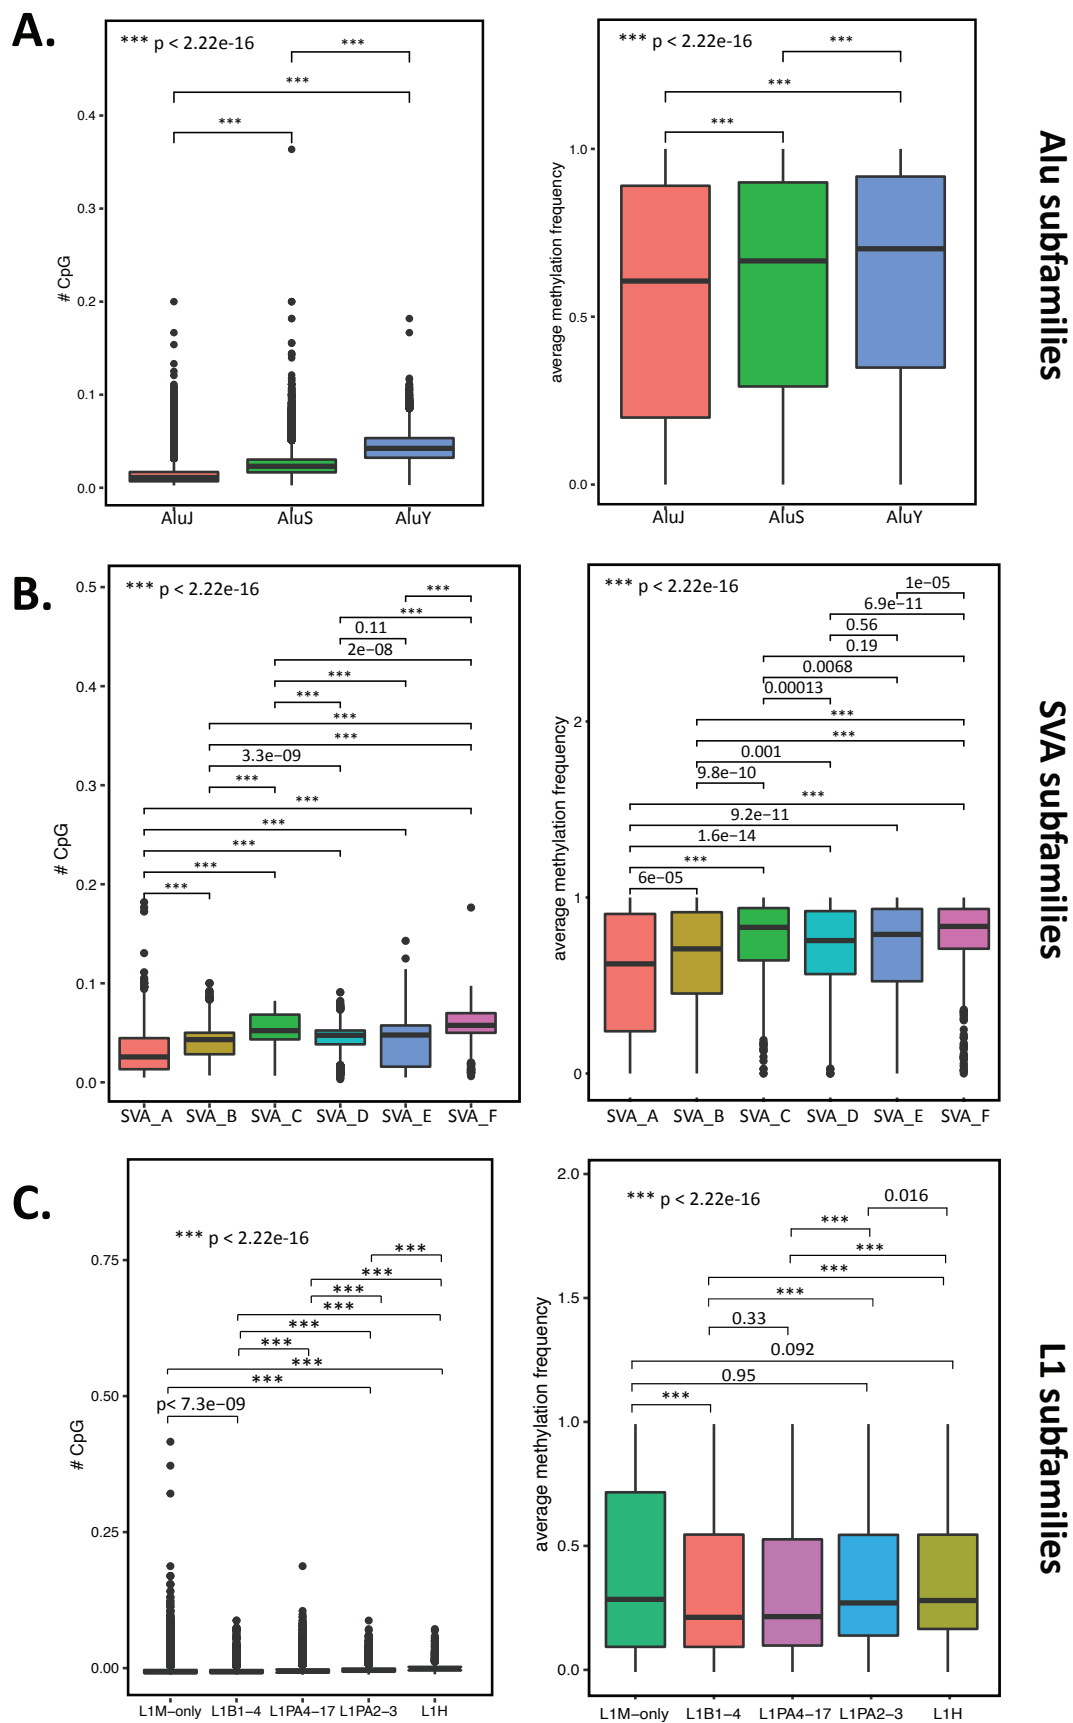 A.
*** p < 2.22e-16
***
***
***
0.4
0.3
0.2
0.1
0.0
# CpG
AluJ
AluS
AluY
*** p < 2.22e-16
***
***
***
1.0
0.5
0.0
average methylation frequency
AluJ
AluS
AluY
Alu subfamilies
B.
*** p < 2.22e-16
***
***
0.11
2e−08
***
***
***
***
3.3e−09
***
***
***
***
***
***
0.5
0.4
0.3
0.2
0.1
0.0
# CpG
SVA_A
SVA_B
SVA_C
SVA_D
SVA_E
SVA_F
*** p < 2.22e-16
1e−05
6.9e−11
0.56
0.19
0.0068
0.00013
***
***
0.001
9.8e−10
***
9.2e−11
1.6e−14
***
6e−05
2
1
0
average methylation frequency
SVA_A
SVA_B
SVA_C
SVA_D
SVA_E
SVA_F
SVA subfamilies
C.
*** p < 2.22e-16
***
***
***
***
***
***
***
***
p< 7.3e−09
0.75
0.50
0.25
0.00
# CpG
L1M−only
L1B1−4
L1PA4−17
L1PA2−3
L1H
*** p < 2.22e-16
0.016
***
***
***
***
0.33
0.092
0.95
***
2.0
1.5
1.0
0.5
0.0
average methylation frequency
L1M−only
L1B1−4
L1PA4−17
L1PA2−3
L1H
L1 subfamilies